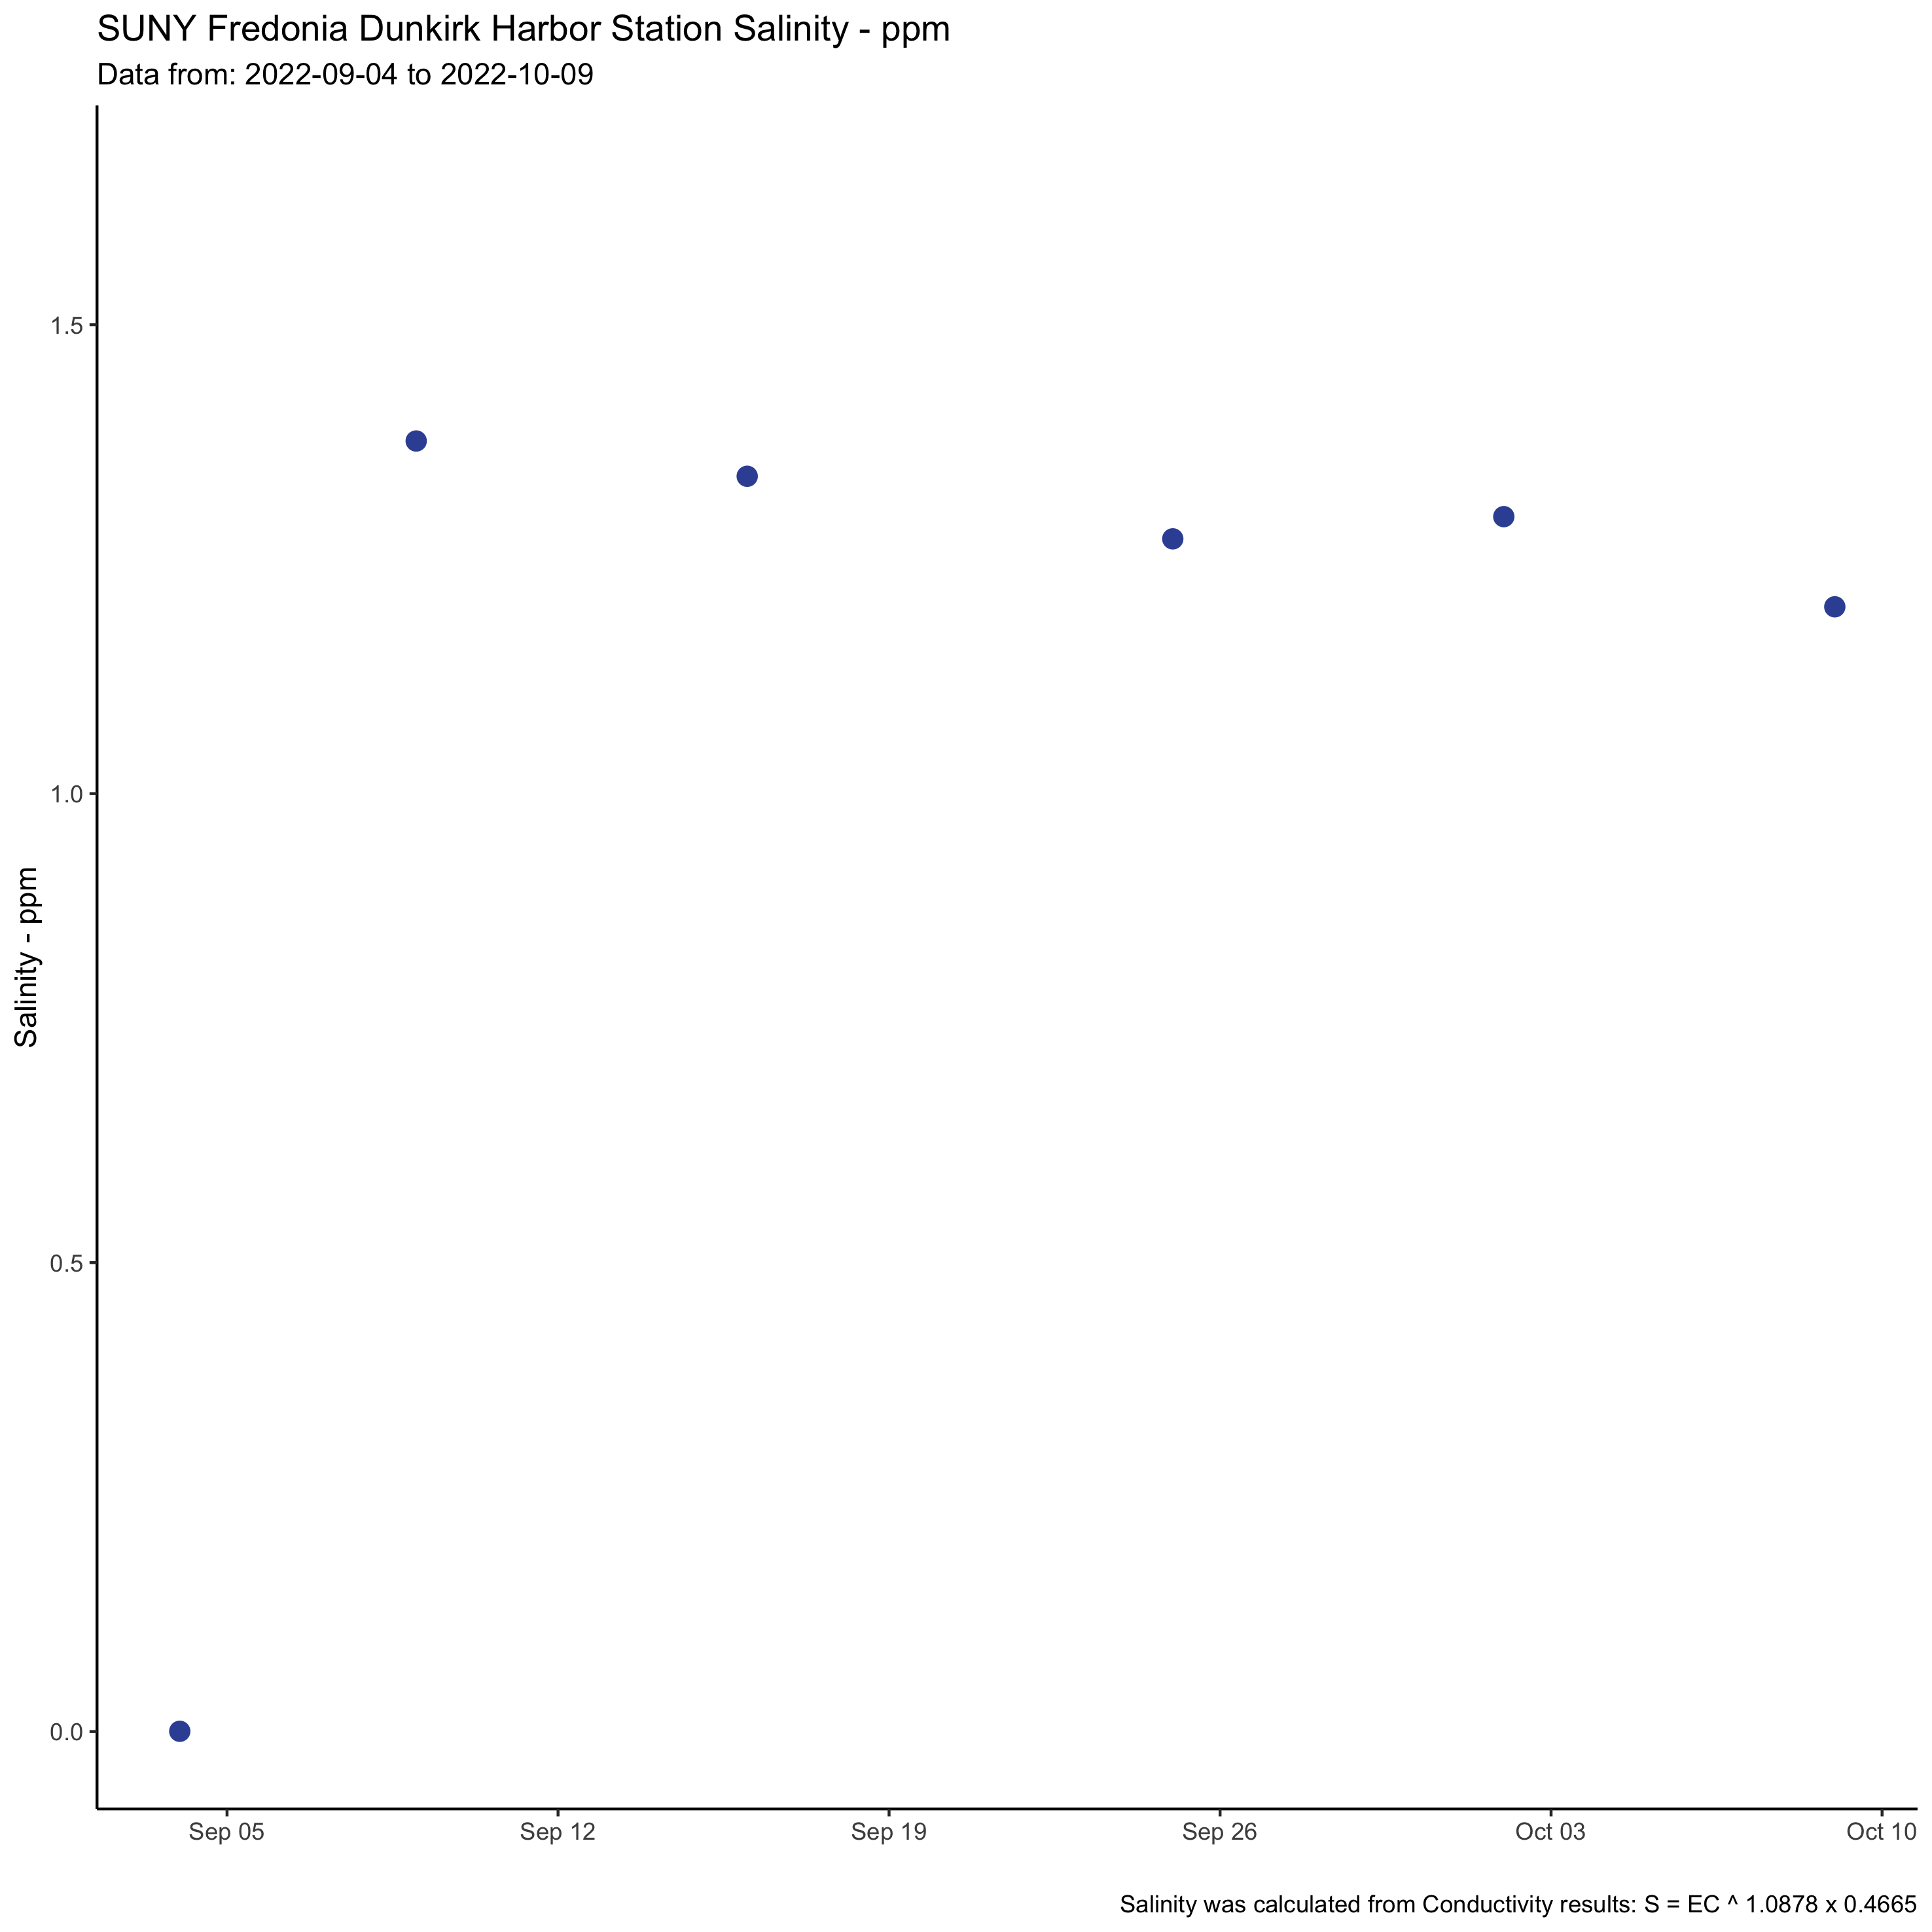 SUNY Fredonia Dunkirk Harbor Station Salinity - ppm
Data from: 2022-09-04 to 2022-10-09
1.5
1.0
0.5
0.0
Salinity - ppm
Sep 05
Sep 12
Sep 19
Sep 26
Oct 03
Oct 10
Salinity was calculated from Conductivity results: S = EC ^ 1.0878 x 0.4665